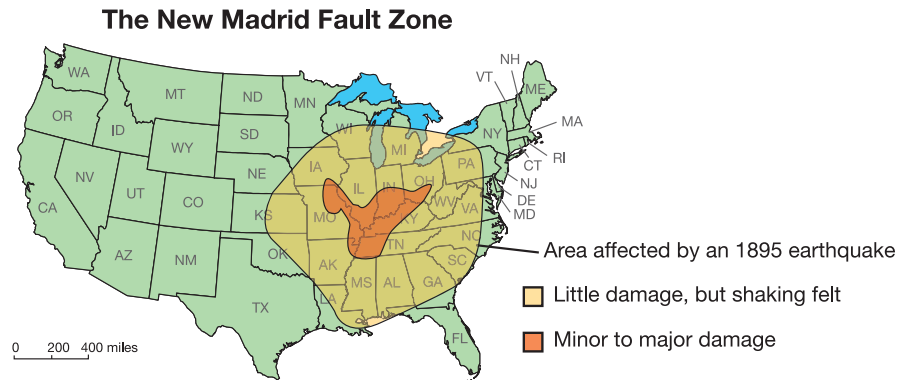 The New Madrid Fault Zone
NH
VT
WA
ME
MT
ND
MN
OR
MA
ID
WI
NY
SD
WY
MI
RI
PA
CT
IA
NE
OH
NJ
NV
IL
IN
UT
DE
CO
WV
VA
CA
KS
MO
KY
MD
NC
TN
AZ
OK
NM
AK
SC
Area affected by an 1895 earthquake
MS
AL
GA
LA
Little damage, but shaking felt
TX
FL
Minor to major damage
0 200 400 miles